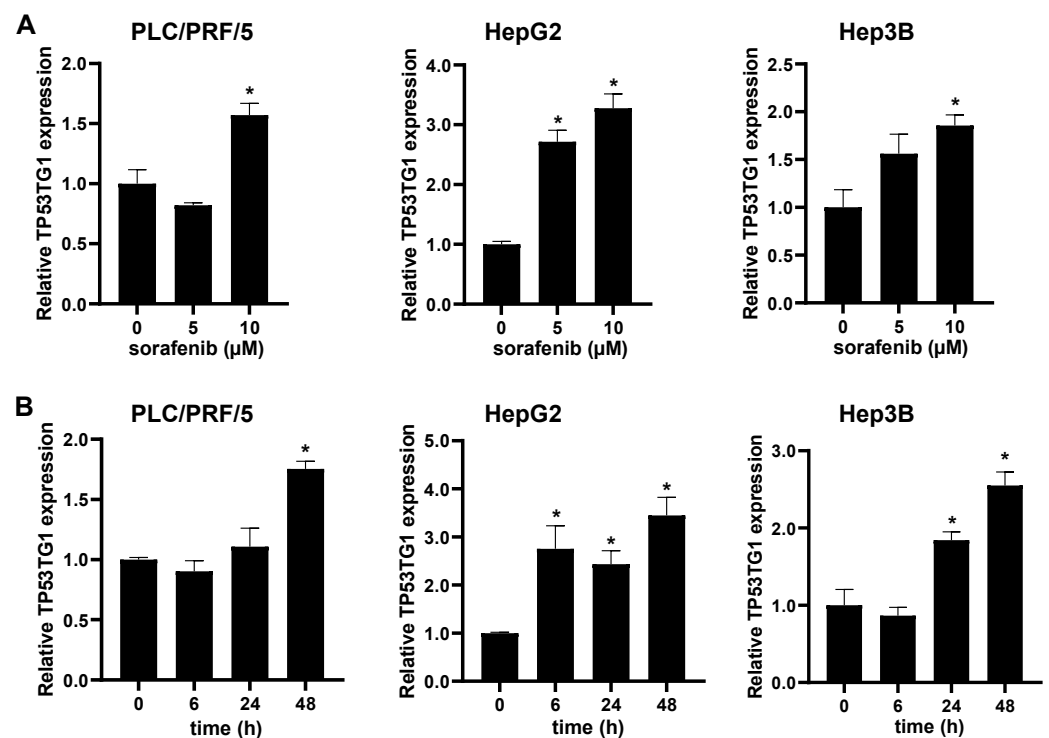 A
PLC/PRF/5
Relative TP53TG1 expression
2.0
1.5
1.0
0.5
0.0
*
0 5 10
sorafenib (µM)
HepG2
Relative TP53TG1 expression
4.0
3.0
2.0
1.0
0.0
* *
0 5 10
sorafenib (µM)
Hep3B
Relative TP53TG1 expression
2.5
2.0
1.5
1.0
0.5
0.0
*
0 5 10
sorafenib (µM)
B
PLC/PRF/5
Relative TP53TG1 expression
2.0
1.5
1.0
0.5
0.0
*
0 6 24 48
time (h)
HepG2
Relative TP53TG1 expression
5.0
4.0
3.0
2.0
1.0
0.0
* * *
0 6 24 48
time (h)
Hep3B
Relative TP53TG1 expression
3.0
2.0
1.0
0.0
* *
0 6 24 48
time (h)